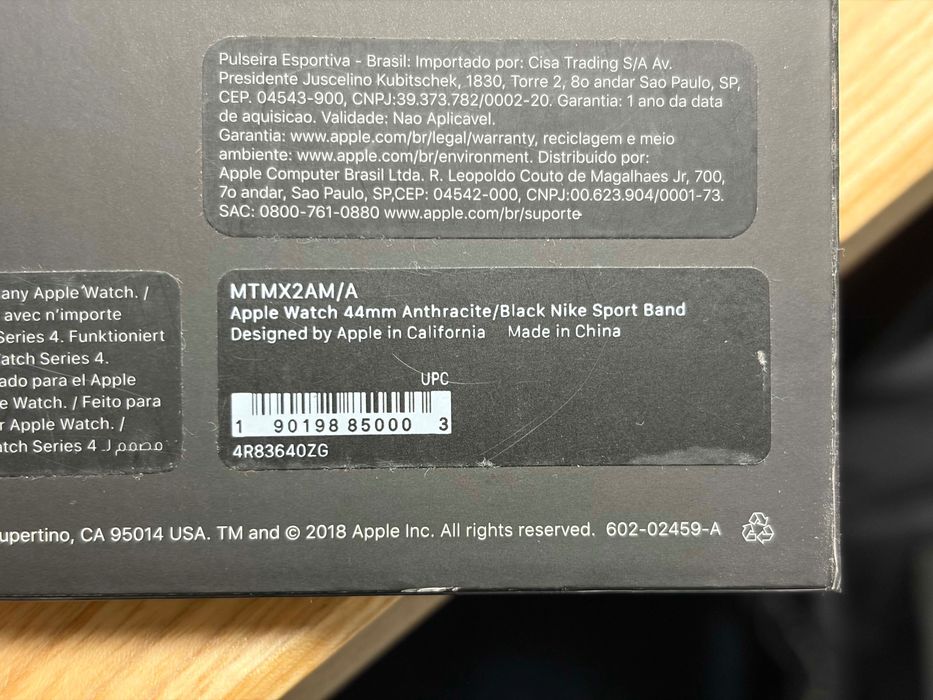 Pulseira Esportiva - Brasil: Importado por: Cisa Trading S/A Av.
Presidente Juscelino Kubitschek, 1830, Torre 2, 8o andar Sao Paulo, SP,
CEP. 04543-900, CNPJ:39.373.782/0002-20. Garantia: 1 ano da data
de aquisicao. Validade: Nao Aplicavel.
Garantia: www.apple.com/br/legal/warranty, reciclagem e meio
ambiente: www.apple.com/br/environment. Distribuido por:
Apple Computer Brasil Ltda. R. Leopoldo Couto de Magalhaes Jr, 700,
7o andar, Sao Paulo, SP,CEP: 04542-000, CNPJ:00.623.904/0001-73.
SAC: 0800-761-0880 www.apple.com/br/suporte
any Apple Watch. /
avec n'importe
Series 4. Funktioniert
atch Series 4.
ado para el Apple
e Watch. / Feito para
r Apple Watch. /
atch Series 4
MTMX2AM/A
Apple Watch 44mm Anthracite/Black Nike Sport Band
Designed by Apple in California Made in China
UPC
1 90198 85000 3
4R83640ZG
upertino, CA 95014 USA. TM and © 2018 Apple Inc. All rights reserved. 602-02459-A